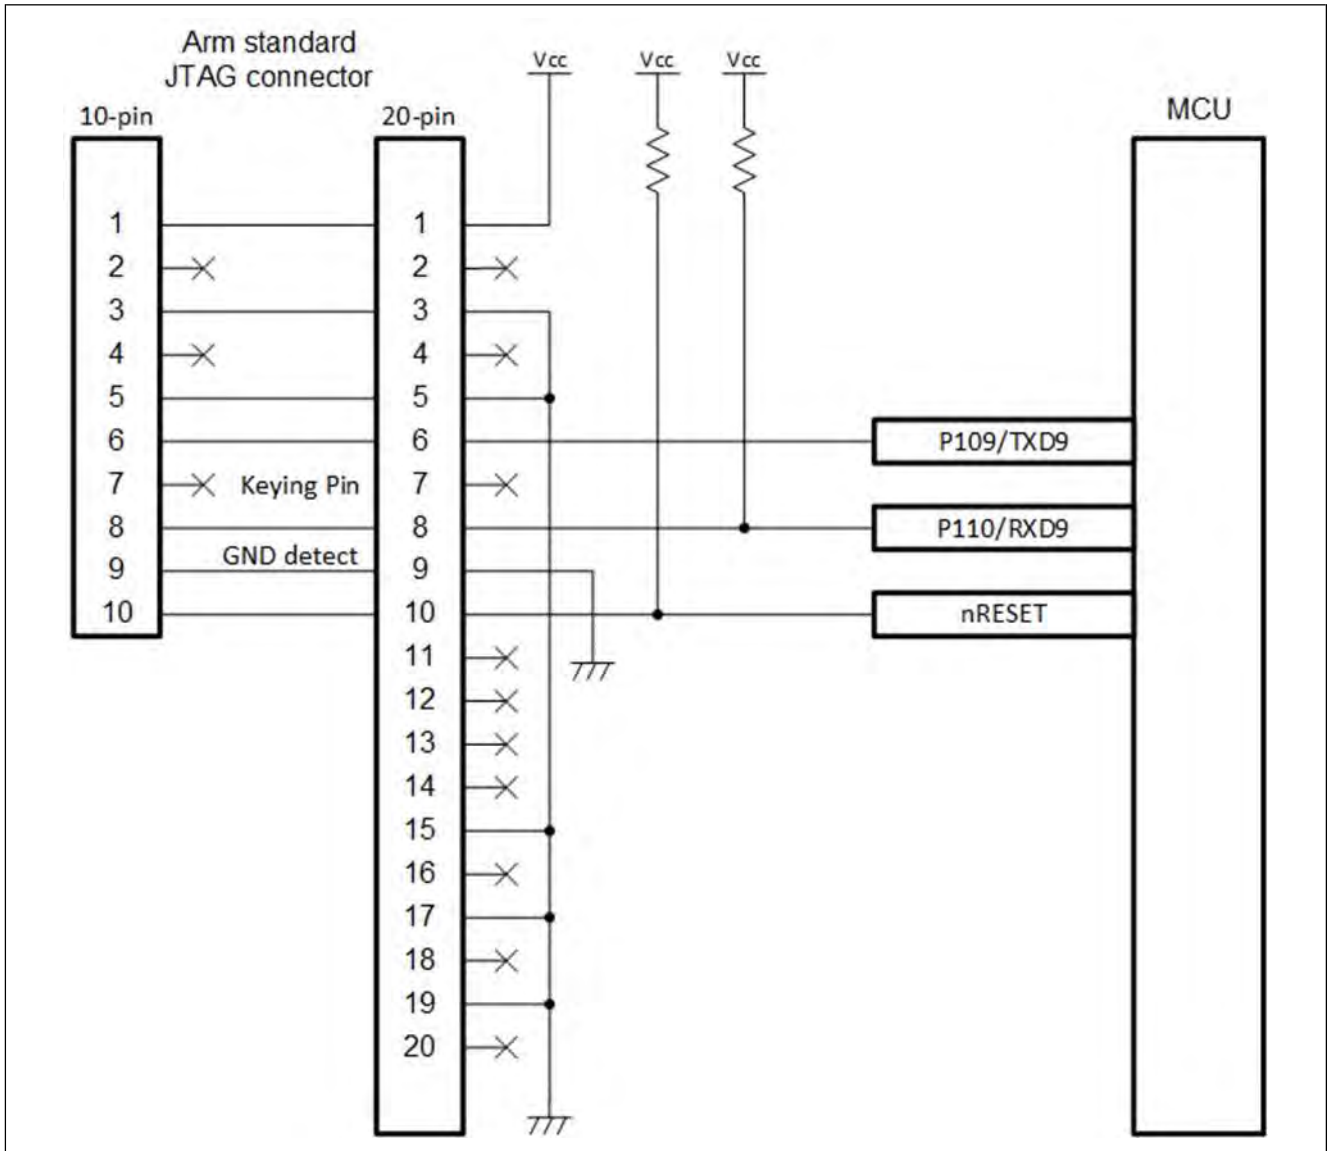 Arm standard
JTAG connector
10-pin
20-pin
Vcc
Vcc
Vcc
MCU
1
1
2
2
3
3
4
4
5
5
6
6
P109/TXD9
7
Keying Pin
7
8
8
P110/RXD9
9
GND detect
9
10
10
nRESET
11
12
13
14
15
16
17
18
19
20